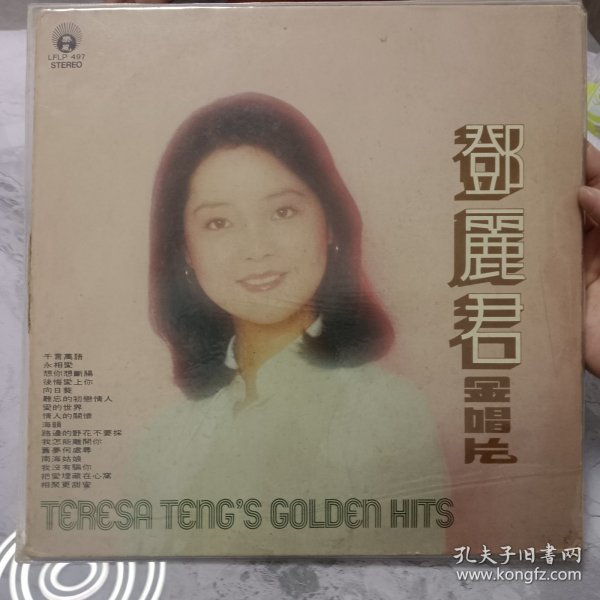 樂風
LFLP 497
STEREO
鄧麗君
金唱片
千言萬語
永相愛
想你想斷腸
後悔愛上你
向日葵
難忘的初戀情人
愛的世界
情人的關懷
海韻
路邊的野花不要採
我怎能離開你
舊夢何處尋
南海姑娘
我沒有騙你
把愛埋藏在心窩
相聚更甜蜜
TERESA TENG'S GOLDEN HITS
孔夫子旧书网
www.kongfz.com